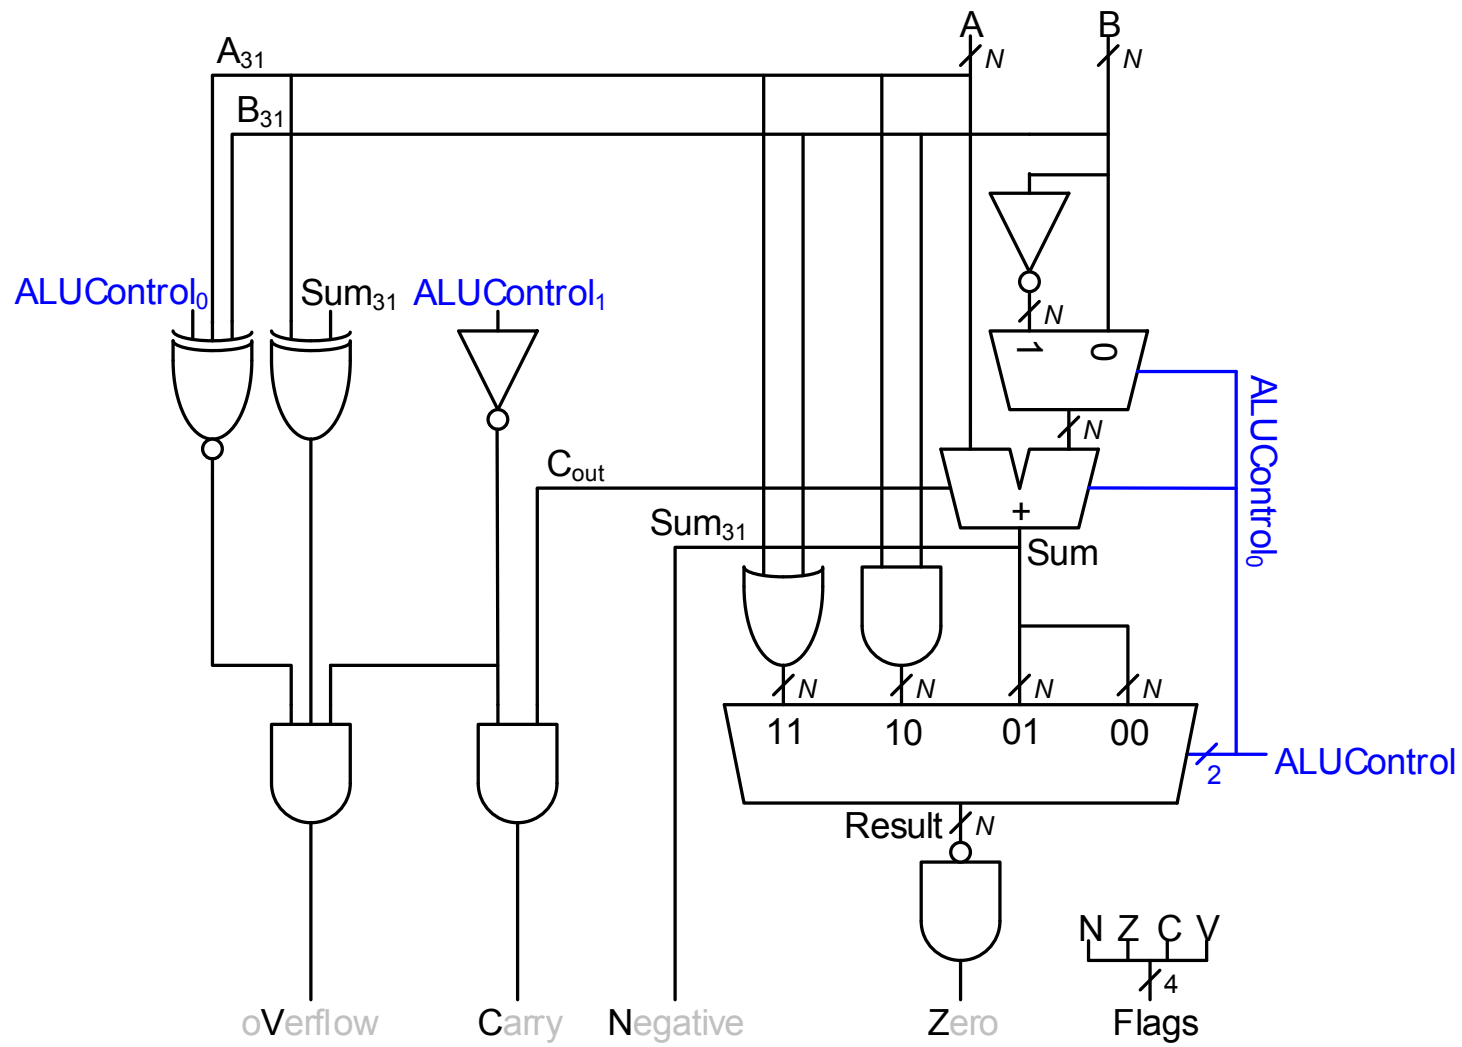 A B
A31 N N
B31
ALUControl0 Sum31 ALUControl1
N
1 0
ALUControl0
N
Cout
+
Sum31
Sum
N N N N
11 10 01 00
2 ALUControl
Result N
N Z C V
4
oVerflow Carry Negative Zero Flags